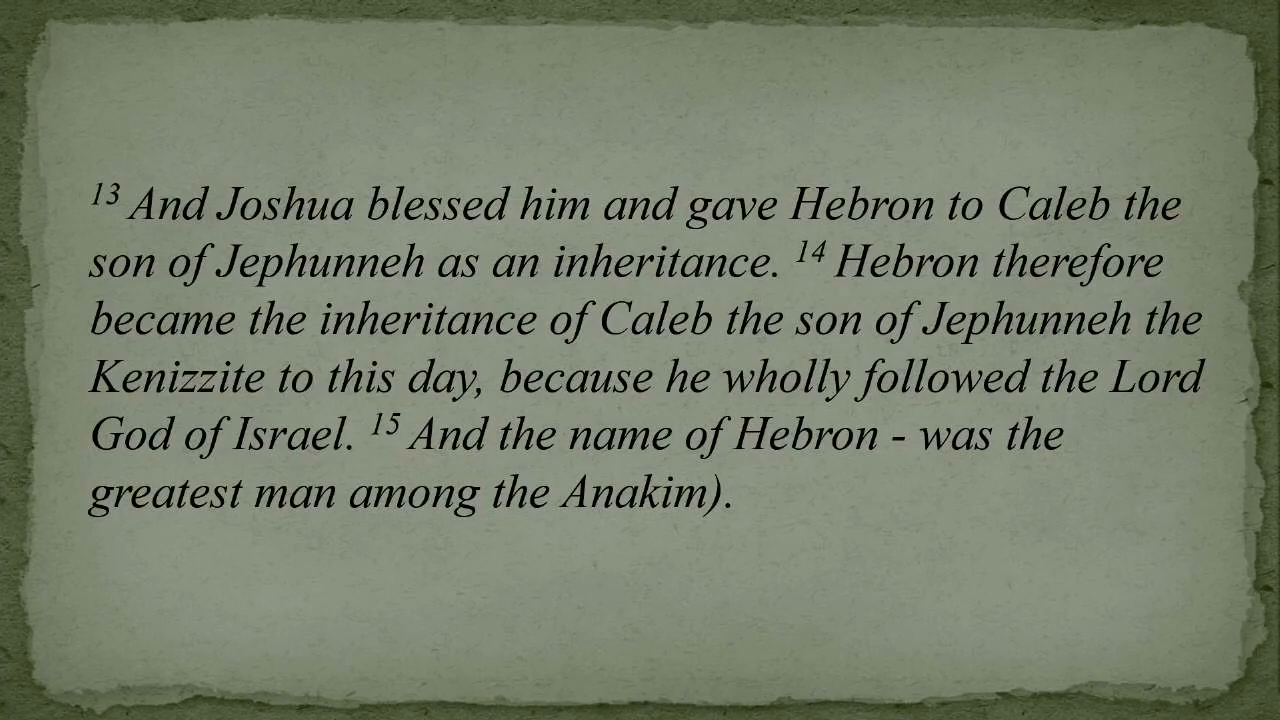 13 And Joshua blessed him and gave Hebron to Caleb the
son of Jephunneh as an inheritance. 14 Hebron therefore
became the inheritance of Caleb the son of Jephunneh the
Kenizzite to this day, because he wholly followed the Lord
God of Israel. 15 And the name of Hebron - was the
greatest man among the Anakim).